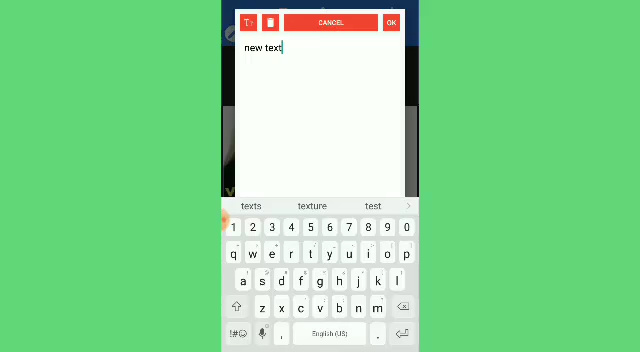 Tт CANCEL OK
new text
texts texture test
1 2 3 4 5 6 7 8 9 0
q w e r t y u i o p
a s d f g h j k l
z x c v b n m
!#☺ , English (US) .